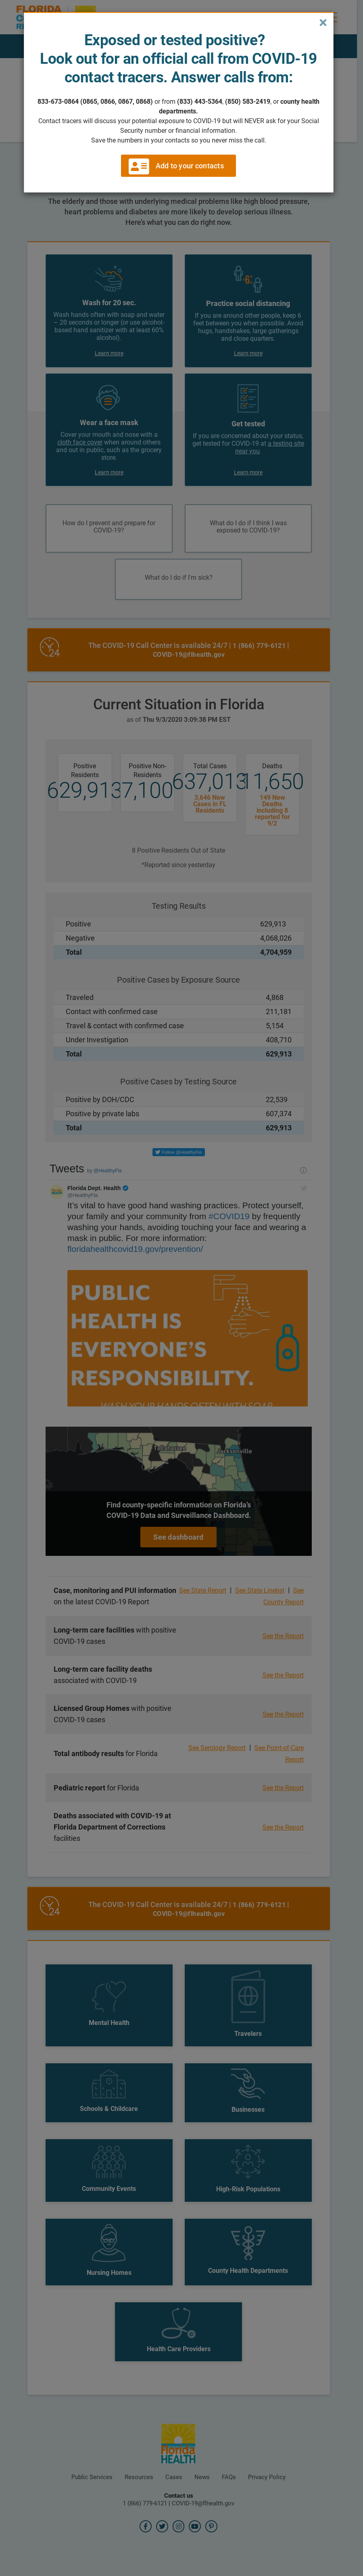 FLORIDA
×
Exposed or tested positive?
Look out for an official call from COVID-19
contact tracers. Answer calls from:
833-673-0864 (0865, 0866, 0867, 0868) or from (833) 443-5364, (850) 583-2419, or county health
departments.
Contact tracers will discuss your potential exposure to COVID-19 but will NEVER ask for your Social
Security number or financial information.
Save the numbers in your contacts so you never miss the call.
Add to your contacts
The elderly and those with underlying medical problems like high blood pressure,
heart problems and diabetes are more likely to develop serious illness.
Here's what you can do right now.
Wash for 20 sec.
Wash hands often with soap and water
– 20 seconds or longer (or use alcohol-
based hand sanitizer with at least 60%
alcohol).
Learn more
Practice social distancing
If you are around other people, keep 6
feet between you when possible. Avoid
hugs, handshakes, large gatherings
and close quarters.
Learn more
Wear a face mask
Cover your mouth and nose with a
cloth face cover when around others
and out in public, such as the grocery
store.
Learn more
Get tested
If you are concerned about your status,
get tested for COVID-19 at a testing site
near you.
Learn more
How do I prevent and prepare for
COVID-19?
What do I do if I think I was
exposed to COVID-19?
What do I do if I'm sick?
24
The COVID-19 Call Center is available 24/7 | 1 (866) 779-6121 |
COVID-19@flhealth.gov
Current Situation in Florida
as of Thu 9/3/2020 3:09:38 PM EST
Positive
Residents
629,913
Positive Non-
Residents
7,100
Total Cases
637,013
3,646 New
Cases in FL
Residents
Deaths
11,650
149 New
Deaths
including 8
reported for
9/2
8 Positive Residents Out of State
*Reported since yesterday
Testing Results
Positive 629,913
Negative 4,068,026
Total 4,704,959
Positive Cases by Exposure Source
Traveled 4,868
Contact with confirmed case 211,181
Travel & contact with confirmed case 5,154
Under Investigation 408,710
Total 629,913
Positive Cases by Testing Source
Positive by DOH/CDC 22,539
Positive by private labs 607,374
Total 629,913
Follow @HealthyFla
Tweets by @HealthyFla
Florida Dept. Health
@HealthyFla
It's vital to have good hand washing practices. Protect yourself,
your family and your community from #COVID19 by frequently
washing your hands, avoiding touching your face and wearing a
mask in public. For more information:
floridahealthcovid19.gov/prevention/
PUBLIC
HEALTH IS
EVERYONE'S
RESPONSIBILITY.
WASH YOUR HANDS OFTEN WITH SOAP
Tallahassee
Jacksonville
Find county-specific information on Florida's
COVID-19 Data and Surveillance Dashboard.
See dashboard
Case, monitoring and PUI information
on the latest COVID-19 Report
See State Report | See State Linelist | See
County Report
Long-term care facilities with positive
COVID-19 cases
See the Report
Long-term care facility deaths
associated with COVID-19
See the Report
Licensed Group Homes with positive
COVID-19 cases
See the Report
Total antibody results for Florida
See Serology Report | See Point-of-Care
Report
Pediatric report for Florida
See the Report
Deaths associated with COVID-19 at
Florida Department of Corrections
facilities
See the Report
24
The COVID-19 Call Center is available 24/7 | 1 (866) 779-6121 |
COVID-19@flhealth.gov
Mental Health
Travelers
Schools & Childcare
Businesses
Community Events
High-Risk Populations
Nursing Homes
County Health Departments
Health Care Providers
Florida
HEALTH
Public Services Resources Cases News FAQs Privacy Policy
Contact us
1 (866) 779-6121 | COVID-19@flhealth.gov